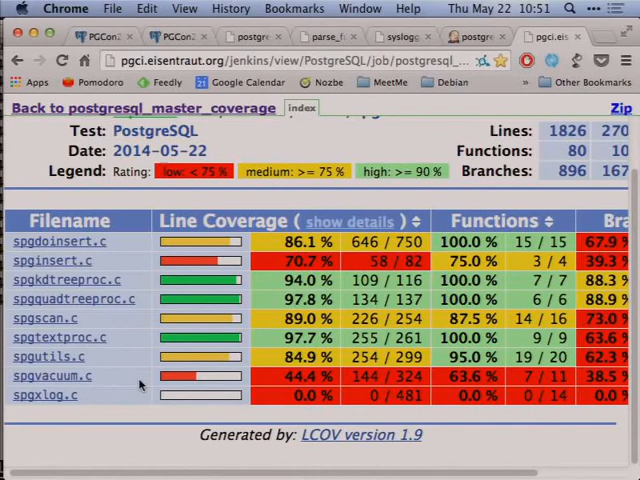 Chrome File Edit View History Bookmarks Window Help Thu May 22 10:51
PGCon2 PGCon2 postgre parse_f syslogg postgre pgci.eis
pgci.eisentraut.org/jenkins/view/PostgreSQL/job/postgresql_...
Apps Pomodoro Feedly Google Calendar Nozbe MeetMe Debian » Other Bookmarks
Back to postgresql_master_coverage index Zip
Test: PostgreSQL Lines: 1826 270
Date: 2014-05-22 Functions: 80 10
Legend: Rating: low: < 75 % medium: >= 75 % high: >= 90 % Branches: 896 167
Filename Line Coverage ( show details ) Functions Bra
spgdoinsert.c 86.1 % 646 / 750 100.0 % 15 / 15 67.9 %
spginsert.c 70.7 % 58 / 82 75.0 % 3 / 4 39.3 %
spgkdtreeproc.c 94.0 % 109 / 116 100.0 % 7 / 7 88.3 %
spgquadtreeproc.c 97.8 % 134 / 137 100.0 % 6 / 6 88.9 %
spgscan.c 89.0 % 226 / 254 87.5 % 14 / 16 73.0 %
spgtextproc.c 97.7 % 255 / 261 100.0 % 9 / 9 63.6 %
spgutils.c 84.9 % 254 / 299 95.0 % 19 / 20 62.3 %
spgvacuum.c 44.4 % 144 / 324 63.6 % 7 / 11 38.5 %
spgxlog.c 0.0 % 0 / 481 0.0 % 0 / 14 0.0 %
Generated by: LCOV version 1.9